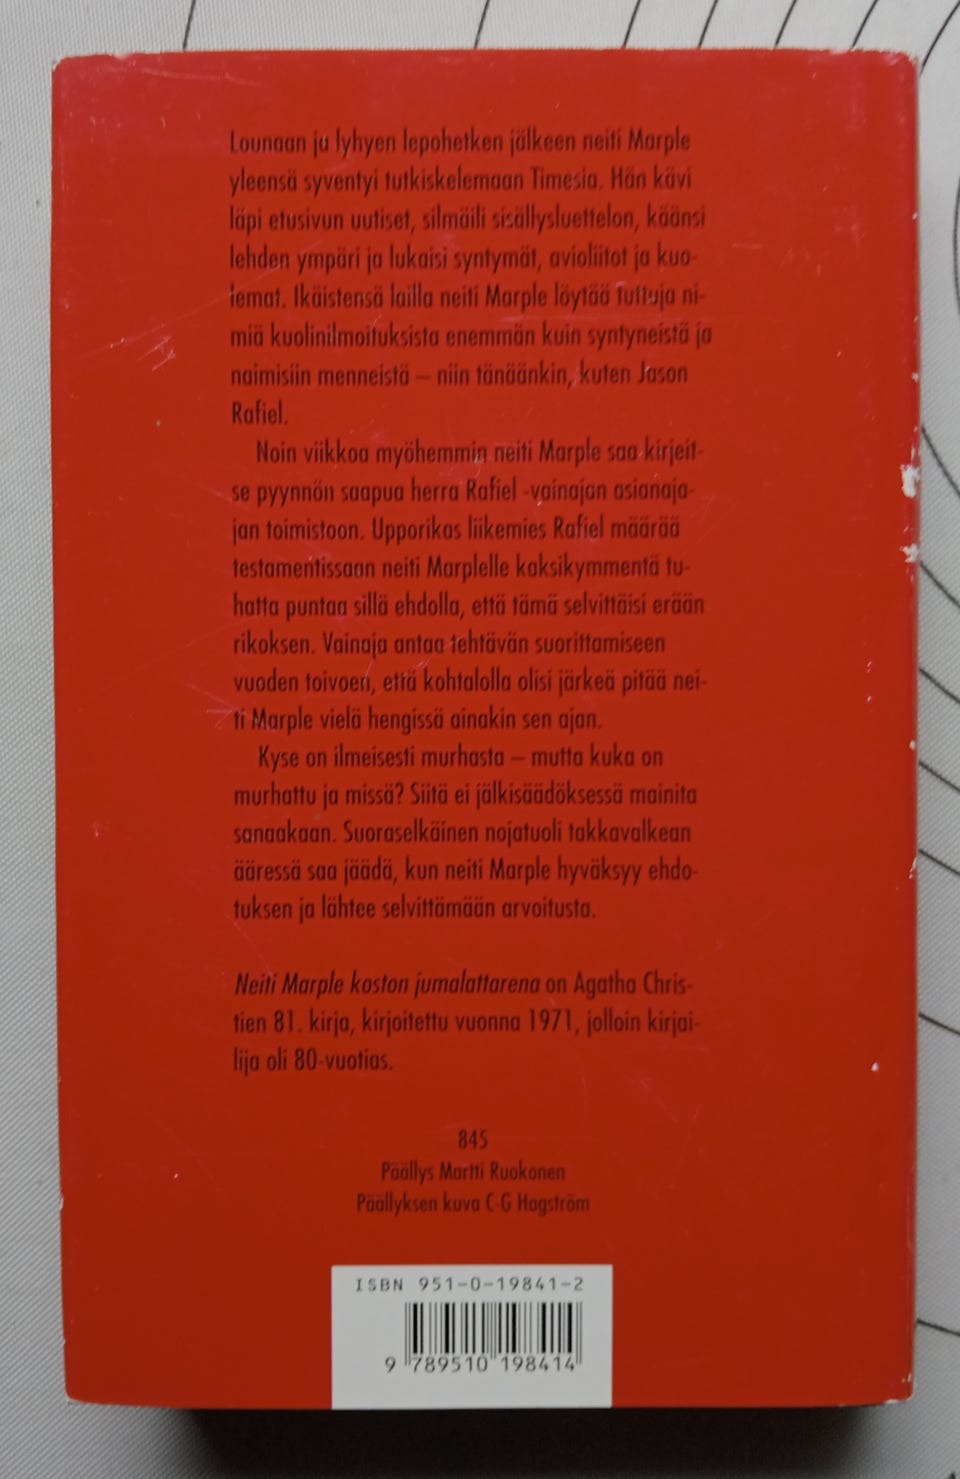 Lounaan ja lyhyen lepohetken jälkeen neiti Marple
yleensä syventyi tutkiskelemaan Timesia. Hän kävi
läpi etusivun uutiset, silmäili sisällysluettelon, käänsi
lehden ympäri ja lukaisi syntymät, avioliitot ja kuo-
lemat. Ikäistensä lailla neiti Marple löytää tuttuja ni-
miä kuolinilmoituksista enemmän kuin syntyneistä ja
naimisiin menneistä – niin tänäänkin, kuten Jason
Rafiel.
Noin viikkoa myöhemmin neiti Marple saa kirjeit-
se pyynnön saapua herra Rafiel -vainajan asianaja-
jan toimistoon. Upporikas liikemies Rafiel määrää
testamentissaan neiti Marplelle kaksikymmentä tu-
hatta puntaa sillä ehdolla, että tämä selvittäisi erään
rikoksen. Vainaja antaa tehtävän suorittamiseen
vuoden toivoen, että kohtalolla olisi järkeä pitää nei-
ti Marple vielä hengissä ainakin sen ajan.
Kyse on ilmeisesti murhasta – mutta kuka on
murhattu ja missä? Siitä ei jälkisäädöksessä mainita
sanaakaan. Suoraselkäinen nojatuoli takkavalkean
ääressä saa jäädä, kun neiti Marple hyväksyy ehdo-
tuksen ja lähtee selvittämään arvoitusta.
Neiti Marple koston jumalattarena on Agatha Chris-
tien 81. kirja, kirjoitettu vuonna 1971, jolloin kirjai-
lija oli 80-vuotias.
845
Päällys Martti Ruokonen
Päällyksen kuva C-G Hagström
ISBN 951-0-19841-2
9 789510 198414